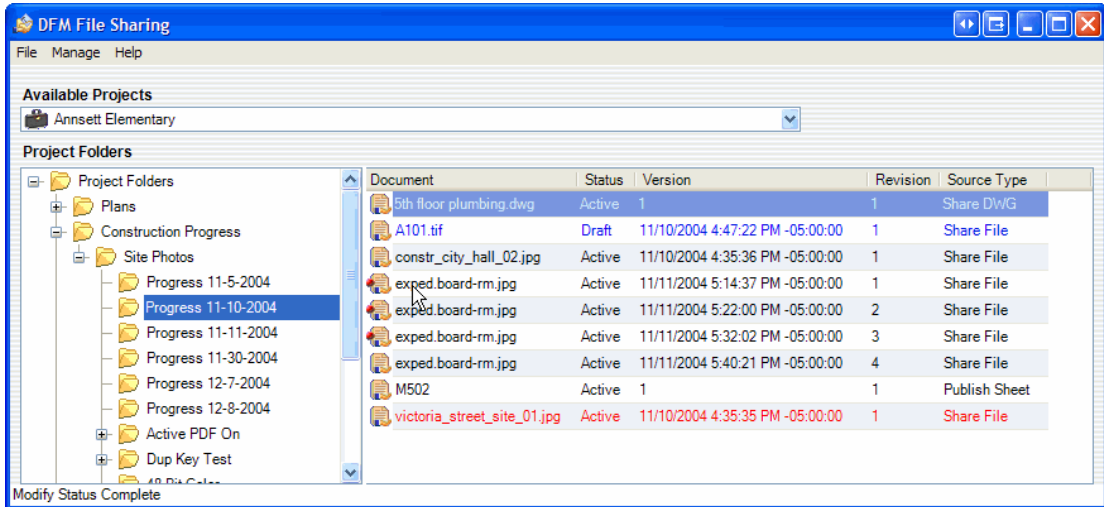 DFM File Sharing
File Manage Help
Available Projects
Annsett Elementary
Project Folders
Project Folders
Plans
Construction Progress
Site Photos
Progress 11-5-2004
Progress 11-10-2004
Progress 11-11-2004
Progress 11-30-2004
Progress 12-7-2004
Progress 12-8-2004
Active PDF On
Dup Key Test
Document Status Version Revision Source Type
5th floor plumbing.dwg Active 1 1 Share DWG
A101.tif Draft 11/10/2004 4:47:22 PM -05:00:00 1 Share File
constr_city_hall_02.jpg Active 11/10/2004 4:35:36 PM -05:00:00 1 Share File
exped.board-rm.jpg Active 11/11/2004 5:14:37 PM -05:00:00 1 Share File
exped.board-rm.jpg Active 11/11/2004 5:22:00 PM -05:00:00 2 Share File
exped.board-rm.jpg Active 11/11/2004 5:32:02 PM -05:00:00 3 Share File
exped.board-rm.jpg Active 11/11/2004 5:40:21 PM -05:00:00 4 Share File
M502 Active 1 1 Publish Sheet
victoria_street_site_01.jpg Active 11/10/2004 4:35:35 PM -05:00:00 1 Share File
Modify Status Complete